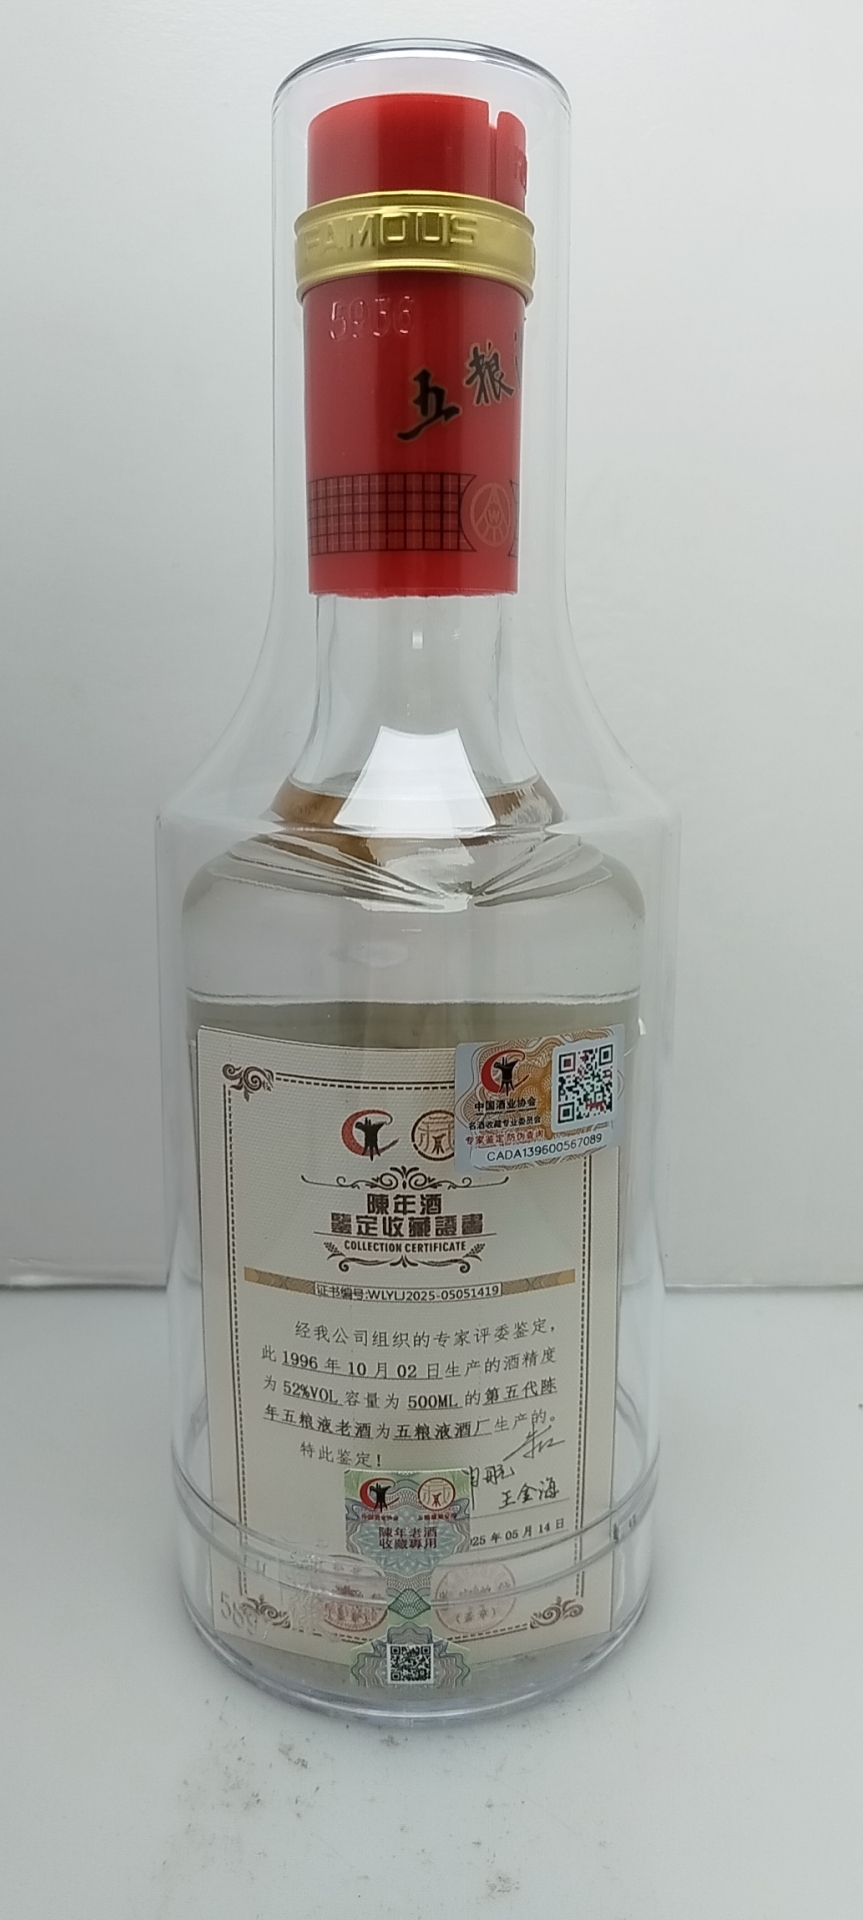 FAMOUS
5936
五粮
中国酒业协会
名酒收藏专业委员会
专家鉴定防伪查询
CADA139600567089
陳年酒
鑒定收藏證書
COLLECTION CERTIFICATE
证书编号:WLYLJ2025-05051419
经我公司组织的专家评委鉴定，
此1996年10月02日生产的酒精度
为52%VOL容量为500ML的第五代陈
年五粮液老酒为五粮液酒厂生产的。
特此鉴定！
王金海
25年05月14日
陳年老酒
收藏專用
(盖章)